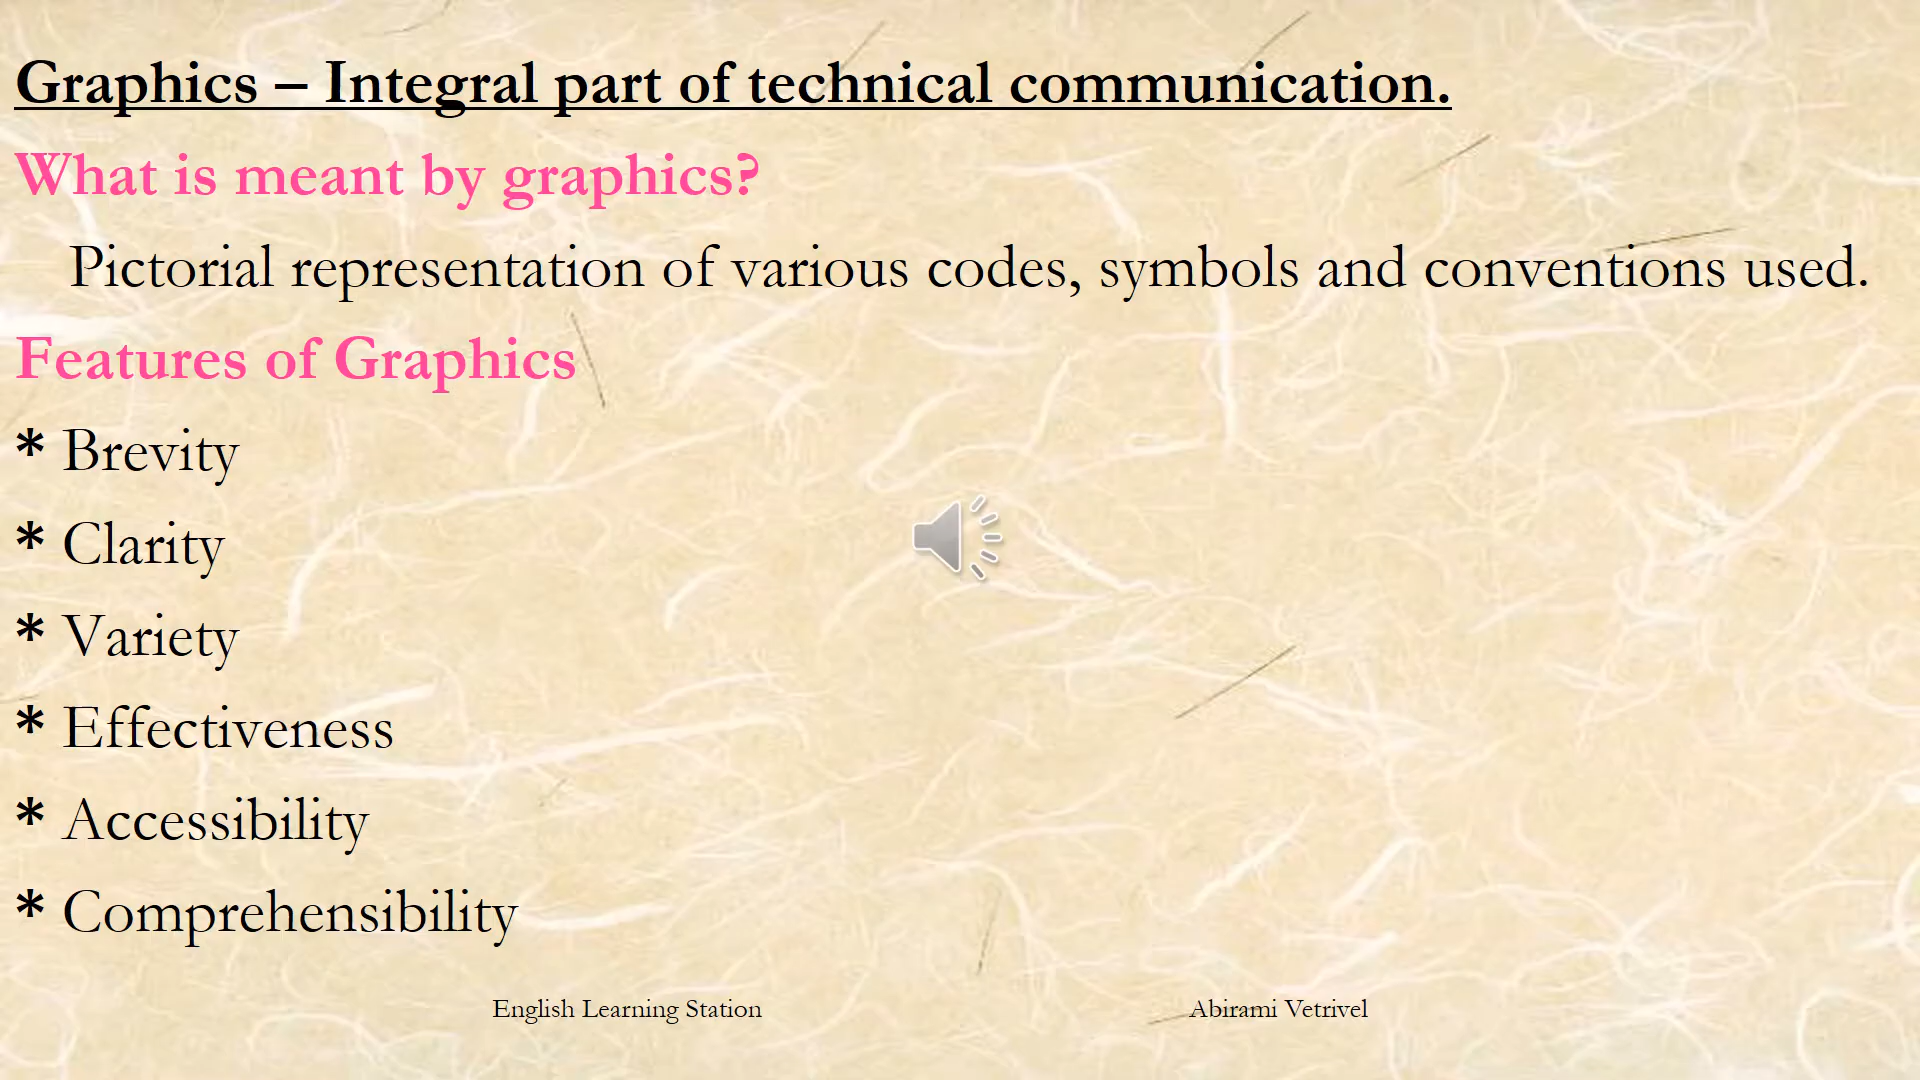 Graphics – Integral part of technical communication.
What is meant by graphics?
Pictorial representation of various codes, symbols and conventions used.
Features of Graphics
* Brevity
* Clarity
* Variety
* Effectiveness
* Accessibility
* Comprehensibility
English Learning Station Abirami Vetrivel